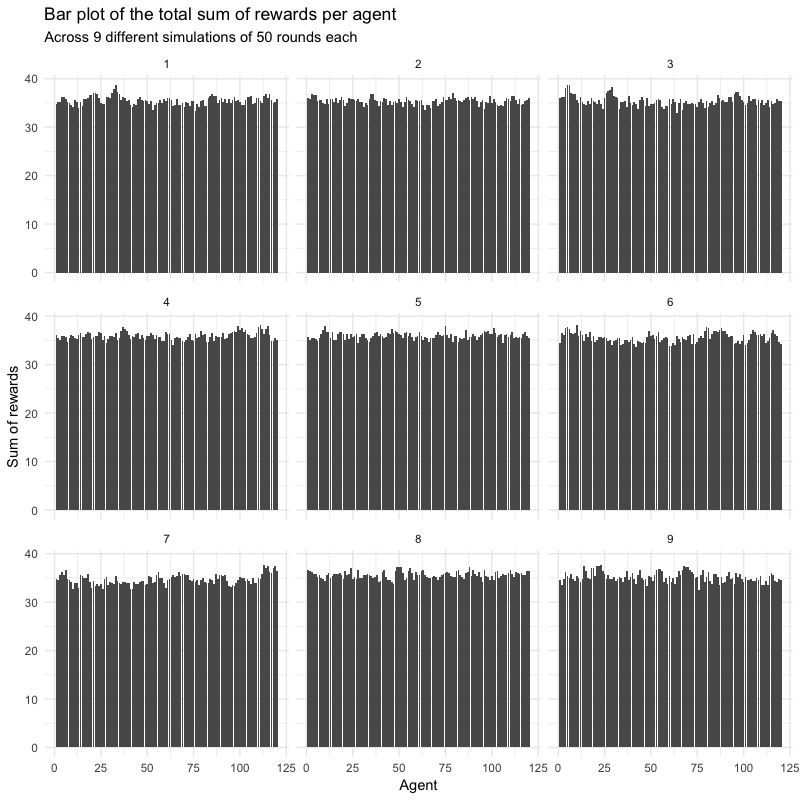 Bar plot of the total sum of rewards per agent
Across 9 different simulations of 50 rounds each
1 2 3
40
30
20
10
0
4 5 6
40
30
20
10
0
Sum of rewards
7 8 9
40
30
20
10
0
0 25 50 75 100 125 0 25 50 75 100 125 0 25 50 75 100 125
Agent